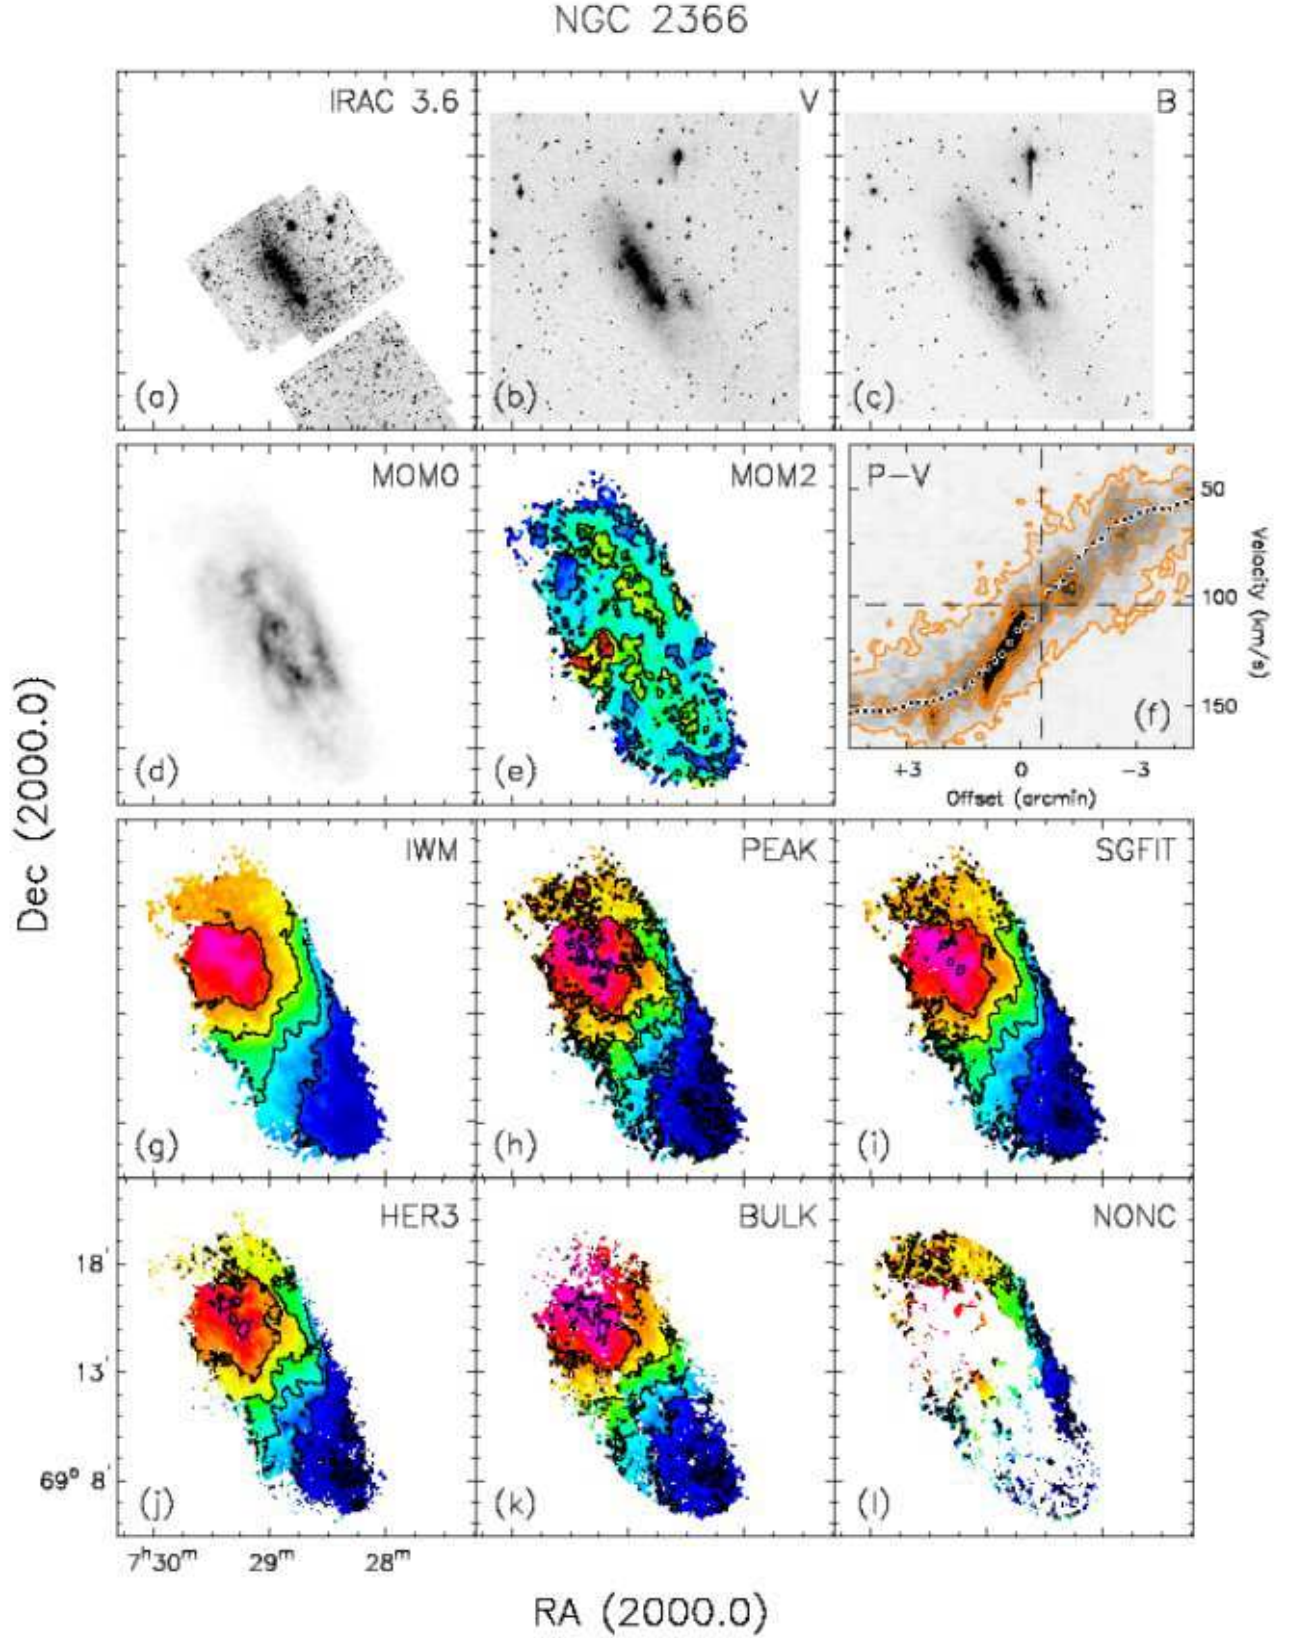 NGC 2366
IRAC 3.6
V
B
(a)
(b)
(c)
MOM0
MOM2
P-V
50
100
150
Velocity (km/s)
(d)
(e)
(f)
+3 0 -3
Offset (arcmin)
Dec (2000.0)
IWM
PEAK
SGFIT
(g)
(h)
(i)
HER3
BULK
NONC
18'
13'
69° 8'
(j)
(k)
(l)
7ʰ30ᵐ 29ᵐ 28ᵐ
RA (2000.0)